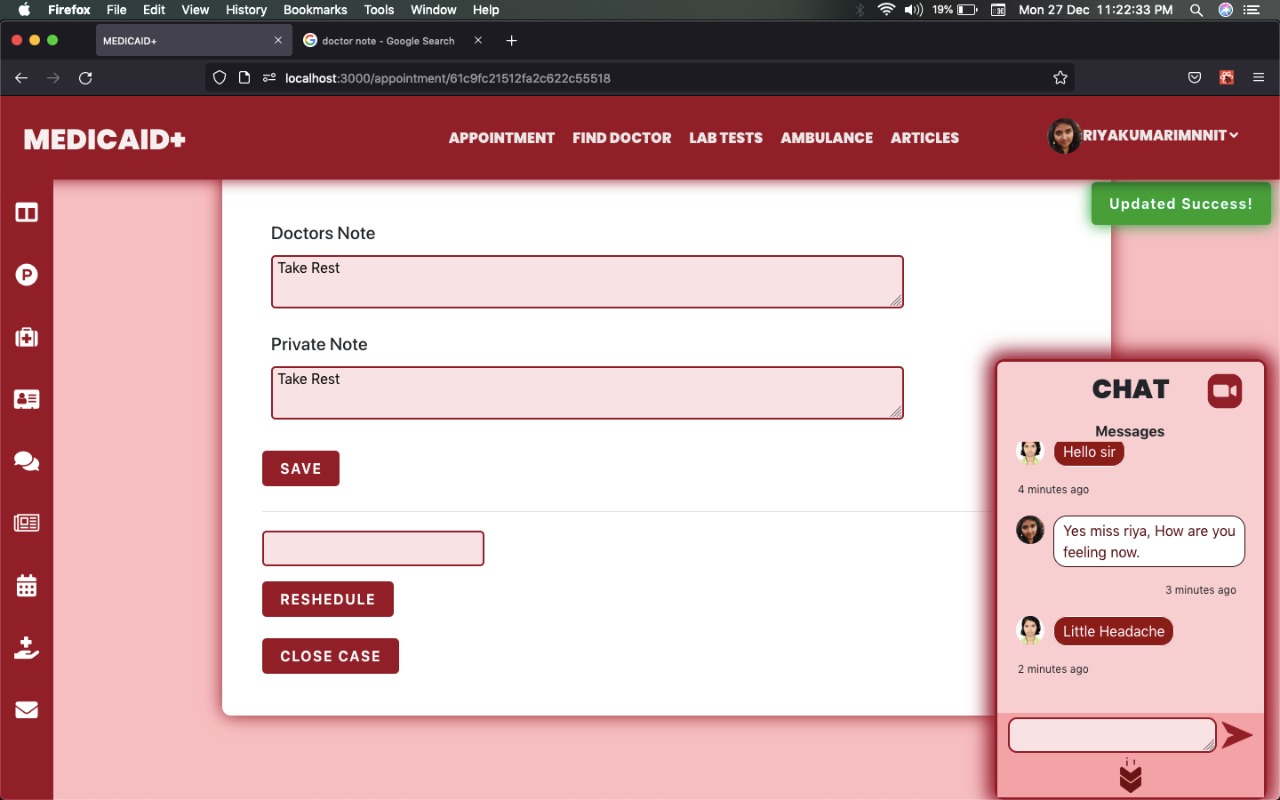 Firefox File Edit View History Bookmarks Tools Window Help 19% Mon 27 Dec 11:22:33 PM
MEDICAID+ doctor note - Google Search
localhost:3000/appointment/61c9fc21512fa2c622c55518
MEDICAID+ APPOINTMENT FIND DOCTOR LAB TESTS AMBULANCE ARTICLES RIYAKUMARIMNNIT
Updated Success!
Doctors Note
Take Rest
Private Note
Take Rest
SAVE
RESHEDULE
CLOSE CASE
CHAT
Messages
Hello sir
4 minutes ago
Yes miss riya, How are you
feeling now.
3 minutes ago
Little Headache
2 minutes ago